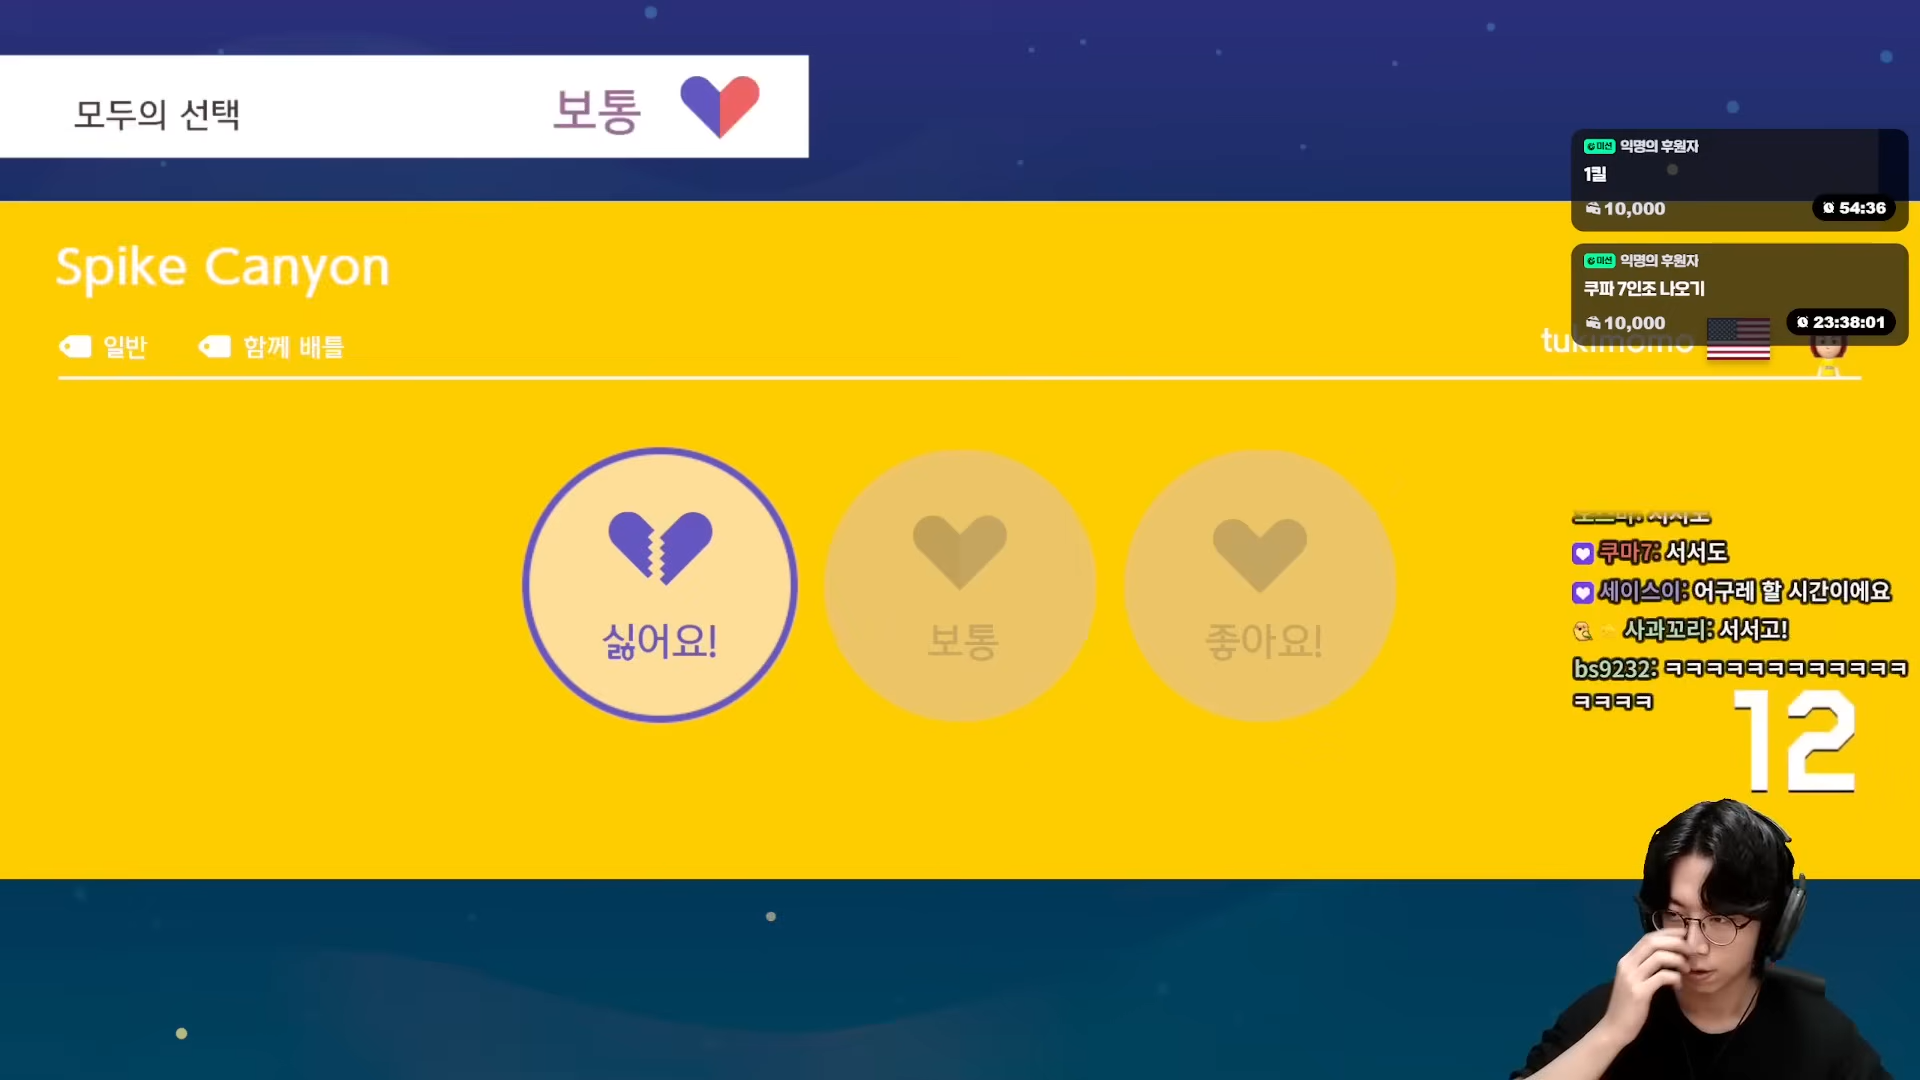 모두의 선택
보통
Spike Canyon
일반
함께 배틀
tukimomo
싫어요!
보통
좋아요!
미션 익명의 후원자
1킬
10,000
54:36
미션 익명의 후원자
쿠파 7인조 나오기
10,000
23:38:01
쿠마7: 서서도
세이스이: 어구레 할 시간이에요
사과꼬리: 서서고!
bs9232: ㅋㅋㅋㅋㅋㅋㅋㅋㅋㅋㅋㅋ
ㅋㅋㅋㅋ
12